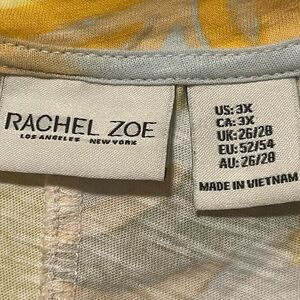 RACHEL ZOE
LOS ANGELES NEW YORK
US: 3X
CA: 3X
UK: 26/28
EU: 52/54
AU: 26/28
MADE IN VIETNAM